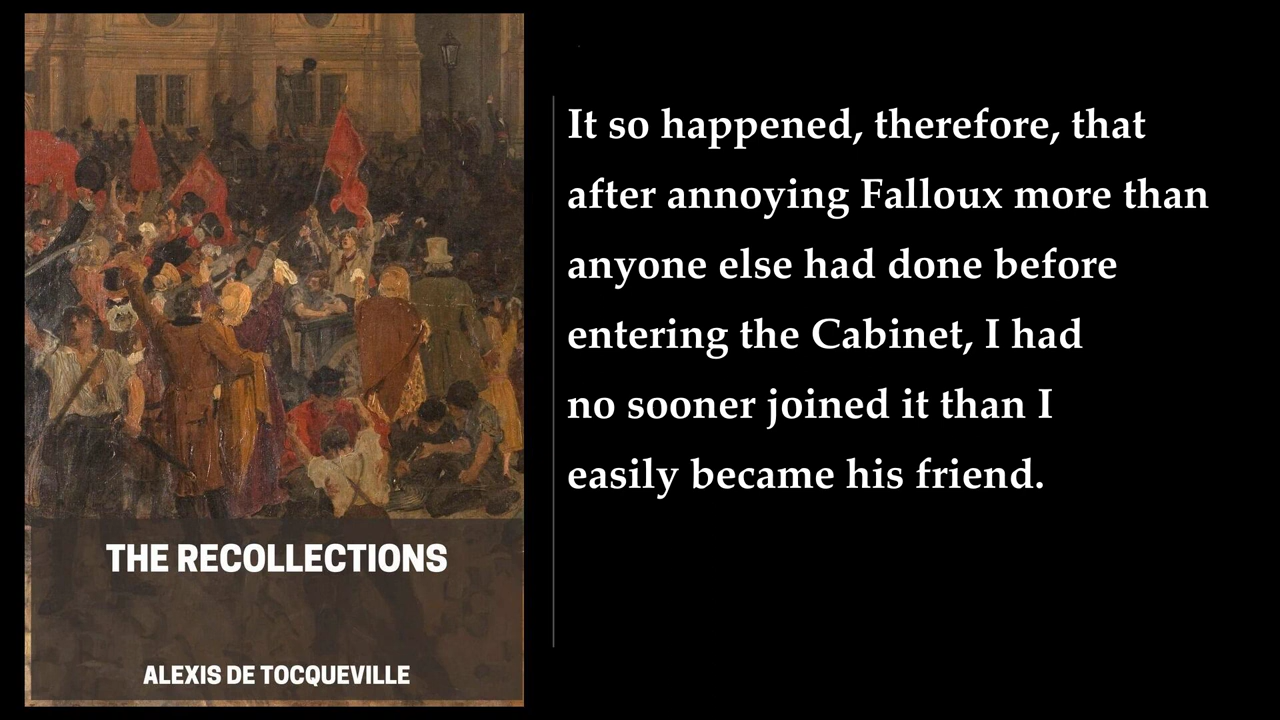 THE RECOLLECTIONS
ALEXIS DE TOCQUEVILLE
It so happened, therefore, that
after annoying Falloux more than
anyone else had done before
entering the Cabinet, I had
no sooner joined it than I
easily became his friend.